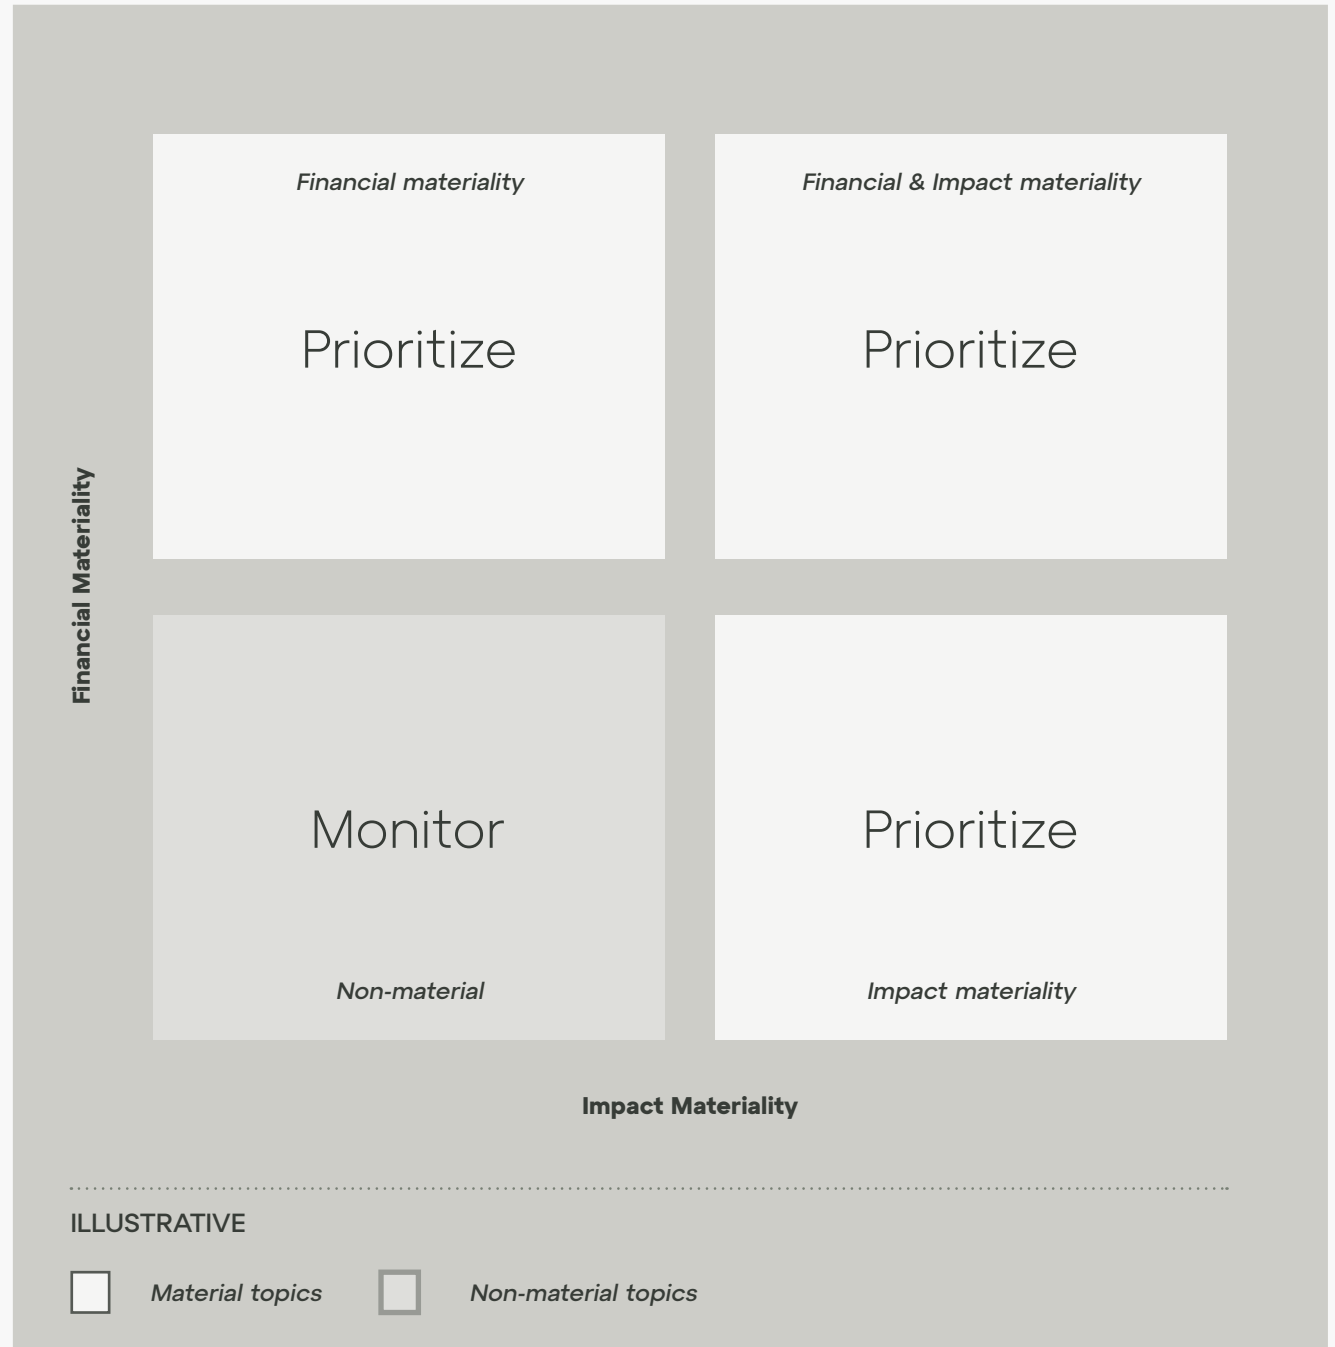 Financial materiality
Financial & Impact materiality
Prioritize
Prioritize
Financial Materiality
Monitor
Prioritize
Non-material
Impact materiality
Impact Materiality
ILLUSTRATIVE
Material topics
Non-material topics